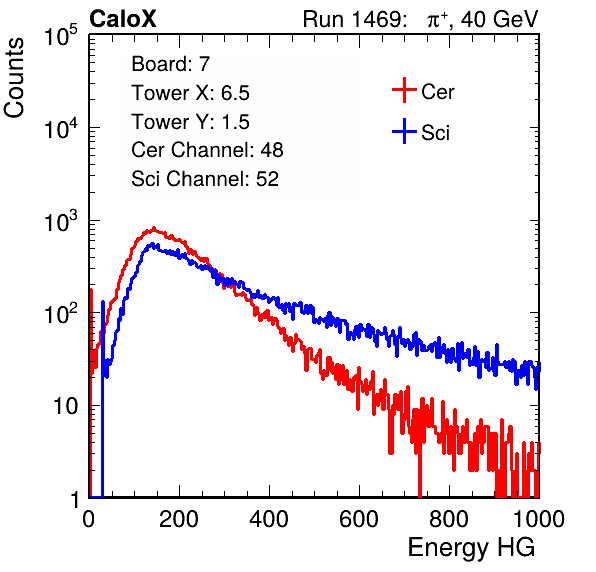 CaloX Run 1469: π⁺, 40 GeV
Counts
10⁵
10⁴
10³
10²
10
1
Board: 7
Tower X: 6.5
Tower Y: 1.5
Cer Channel: 48
Sci Channel: 52
Cer
Sci
0 200 400 600 800 1000
Energy HG